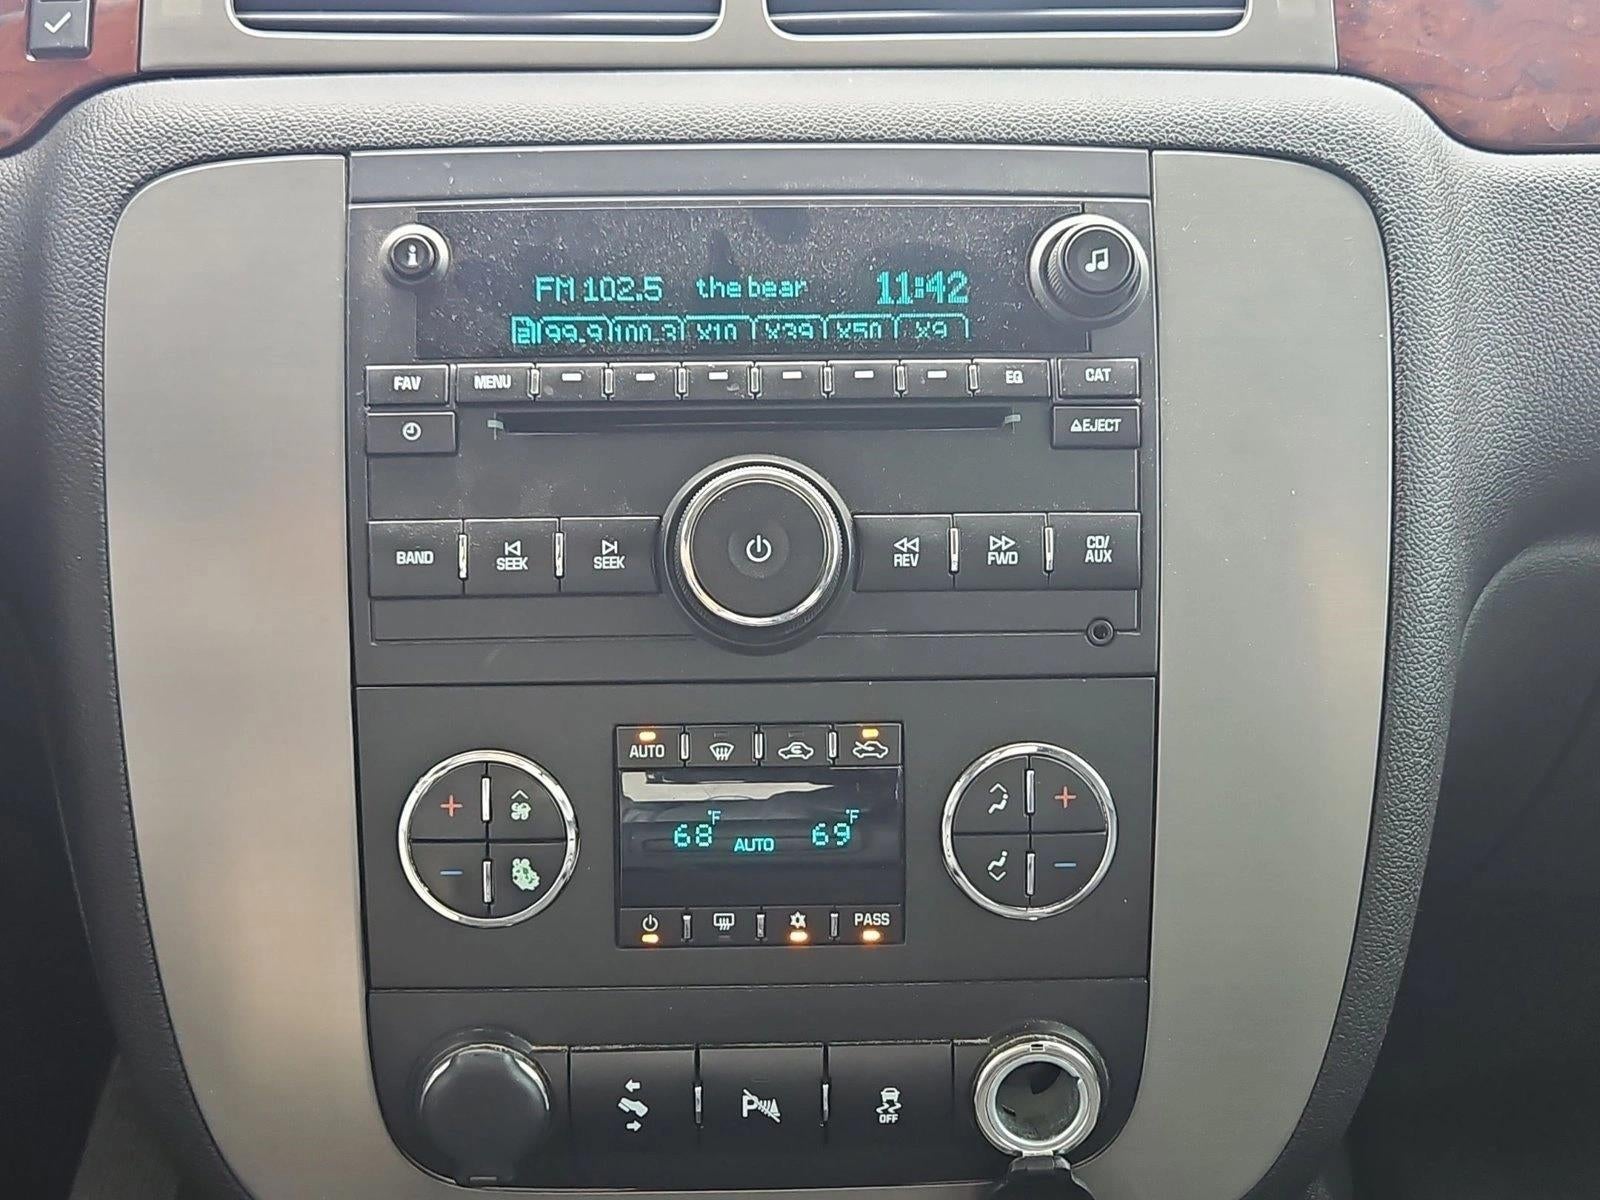 FM 102.5 the bear 11:42
2 99.9 100.3 X10 X39 X50 X9
FAV MENU EQ CAT
EJECT
BAND SEEK SEEK REV FWD CD/AUX
AUTO
68°F AUTO 69°F
PASS
P OFF